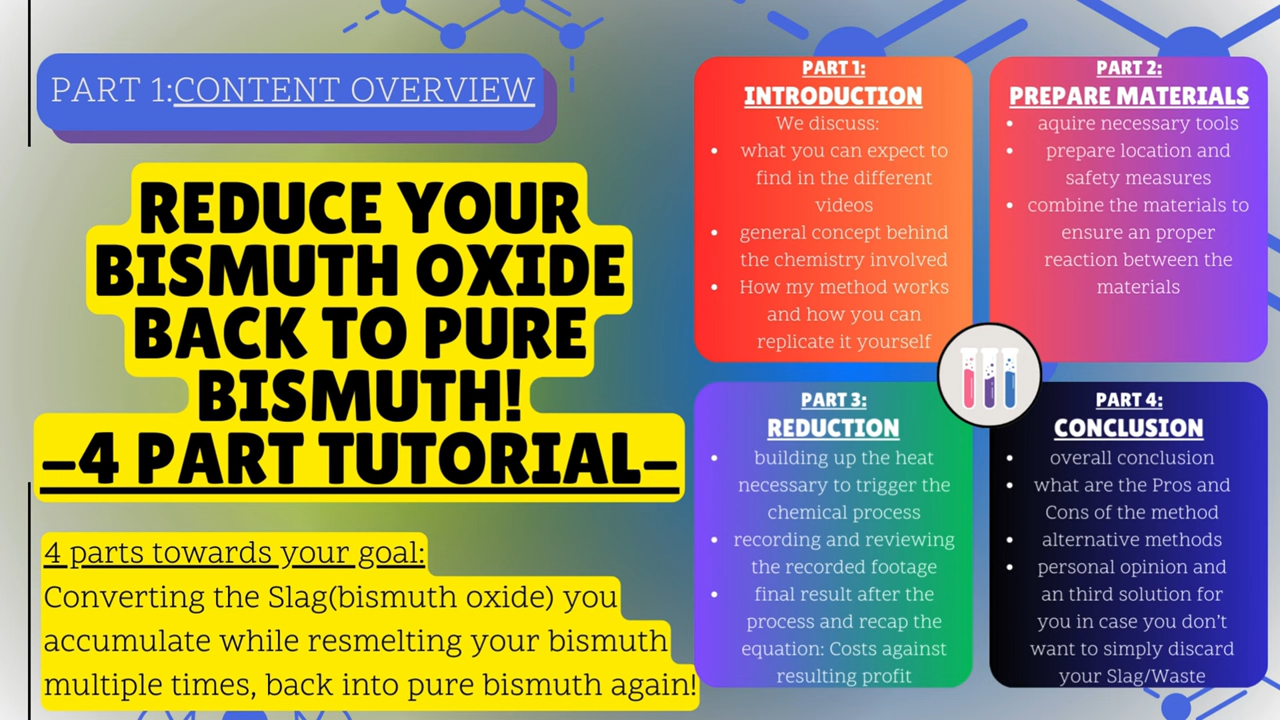 PART 1:CONTENT OVERVIEW
REDUCE YOUR
BISMUTH OXIDE
BACK TO PURE
BISMUTH!
-4 PART TUTORIAL-
4 parts towards your goal:
Converting the Slag(bismuth oxide) you
accumulate while resmelting your bismuth
multiple times, back into pure bismuth again!
PART 1:
INTRODUCTION
We discuss:
• what you can expect to
find in the different
videos
• general concept behind
the chemistry involved
• How my method works
and how you can
replicate it yourself
PART 2:
PREPARE MATERIALS
• aquire necessary tools
• prepare location and
safety measures
• combine the materials to
ensure an proper
reaction between the
materials
PART 3:
REDUCTION
• building up the heat
necessary to trigger the
chemical process
• recording and reviewing
the recorded footage
• final result after the
process and recap the
equation: Costs against
resulting profit
PART 4:
CONCLUSION
• overall conclusion
• what are the Pros and
Cons of the method
• alternative methods
• personal opinion and
an third solution for
you in case you don't
want to simply discard
your Slag/Waste